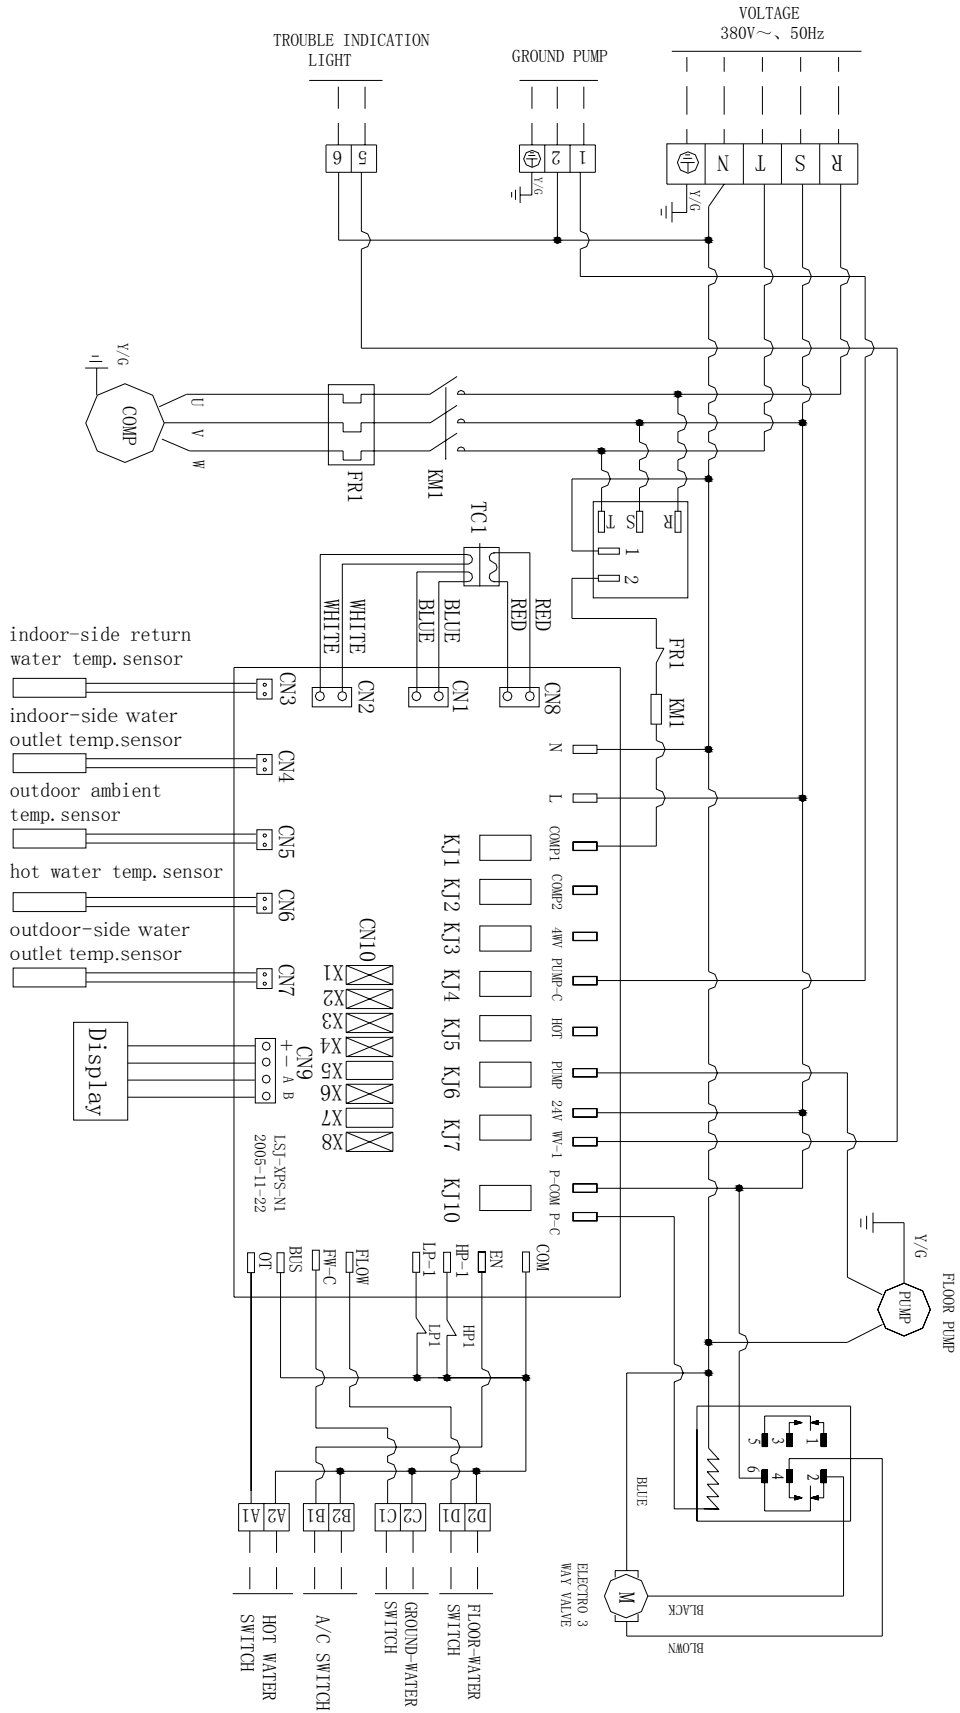 VOLTAGE
380V～、50Hz
TROUBLE INDICATION
LIGHT
GROUND PUMP
6
5
2
1
N
T
S
R
Y/G
Y/G
Y/G
COMP
U
V
W
FR1
KM1
TC1
T
S
R
1
2
WHITE
WHITE
BLUE
BLUE
RED
RED
FR1
KM1
indoor-side return
water temp.sensor
CN3
CN2
CN1
CN8
indoor-side water
outlet temp.sensor
CN4
N
L
outdoor ambient
temp.sensor
CN5
KJ1
COMP1
hot water temp.sensor
CN6
KJ2
COMP2
outdoor-side water
outlet temp.sensor
CN7
CN10
KJ3
4WV
X1
KJ4
PUMP-C
X2
X3
KJ5
HOT
Display
+
-
A
B
CN9
X4
X5
KJ6
PUMP
X6
24V
X7
KJ7
WV-1
X8
LSJ-XPS-N1
2005-11-22
KJ10
P-COM
P-C
OT
BUS
FW-C
FLOW
LP-1
HP-1
EN
COM
LP1
HP1
Y/G
PUMP
FLOOR PUMP
5
3
1
6
4
2
BLUE
A1
A2
B1
B2
C1
C2
D1
D2
ELECTRO 3
WAY VALVE
M
BLACK
BLOWN
HOT WATER
SWITCH
A/C SWITCH
GROUND-WATER
SWITCH
FLOOR-WATER
SWITCH